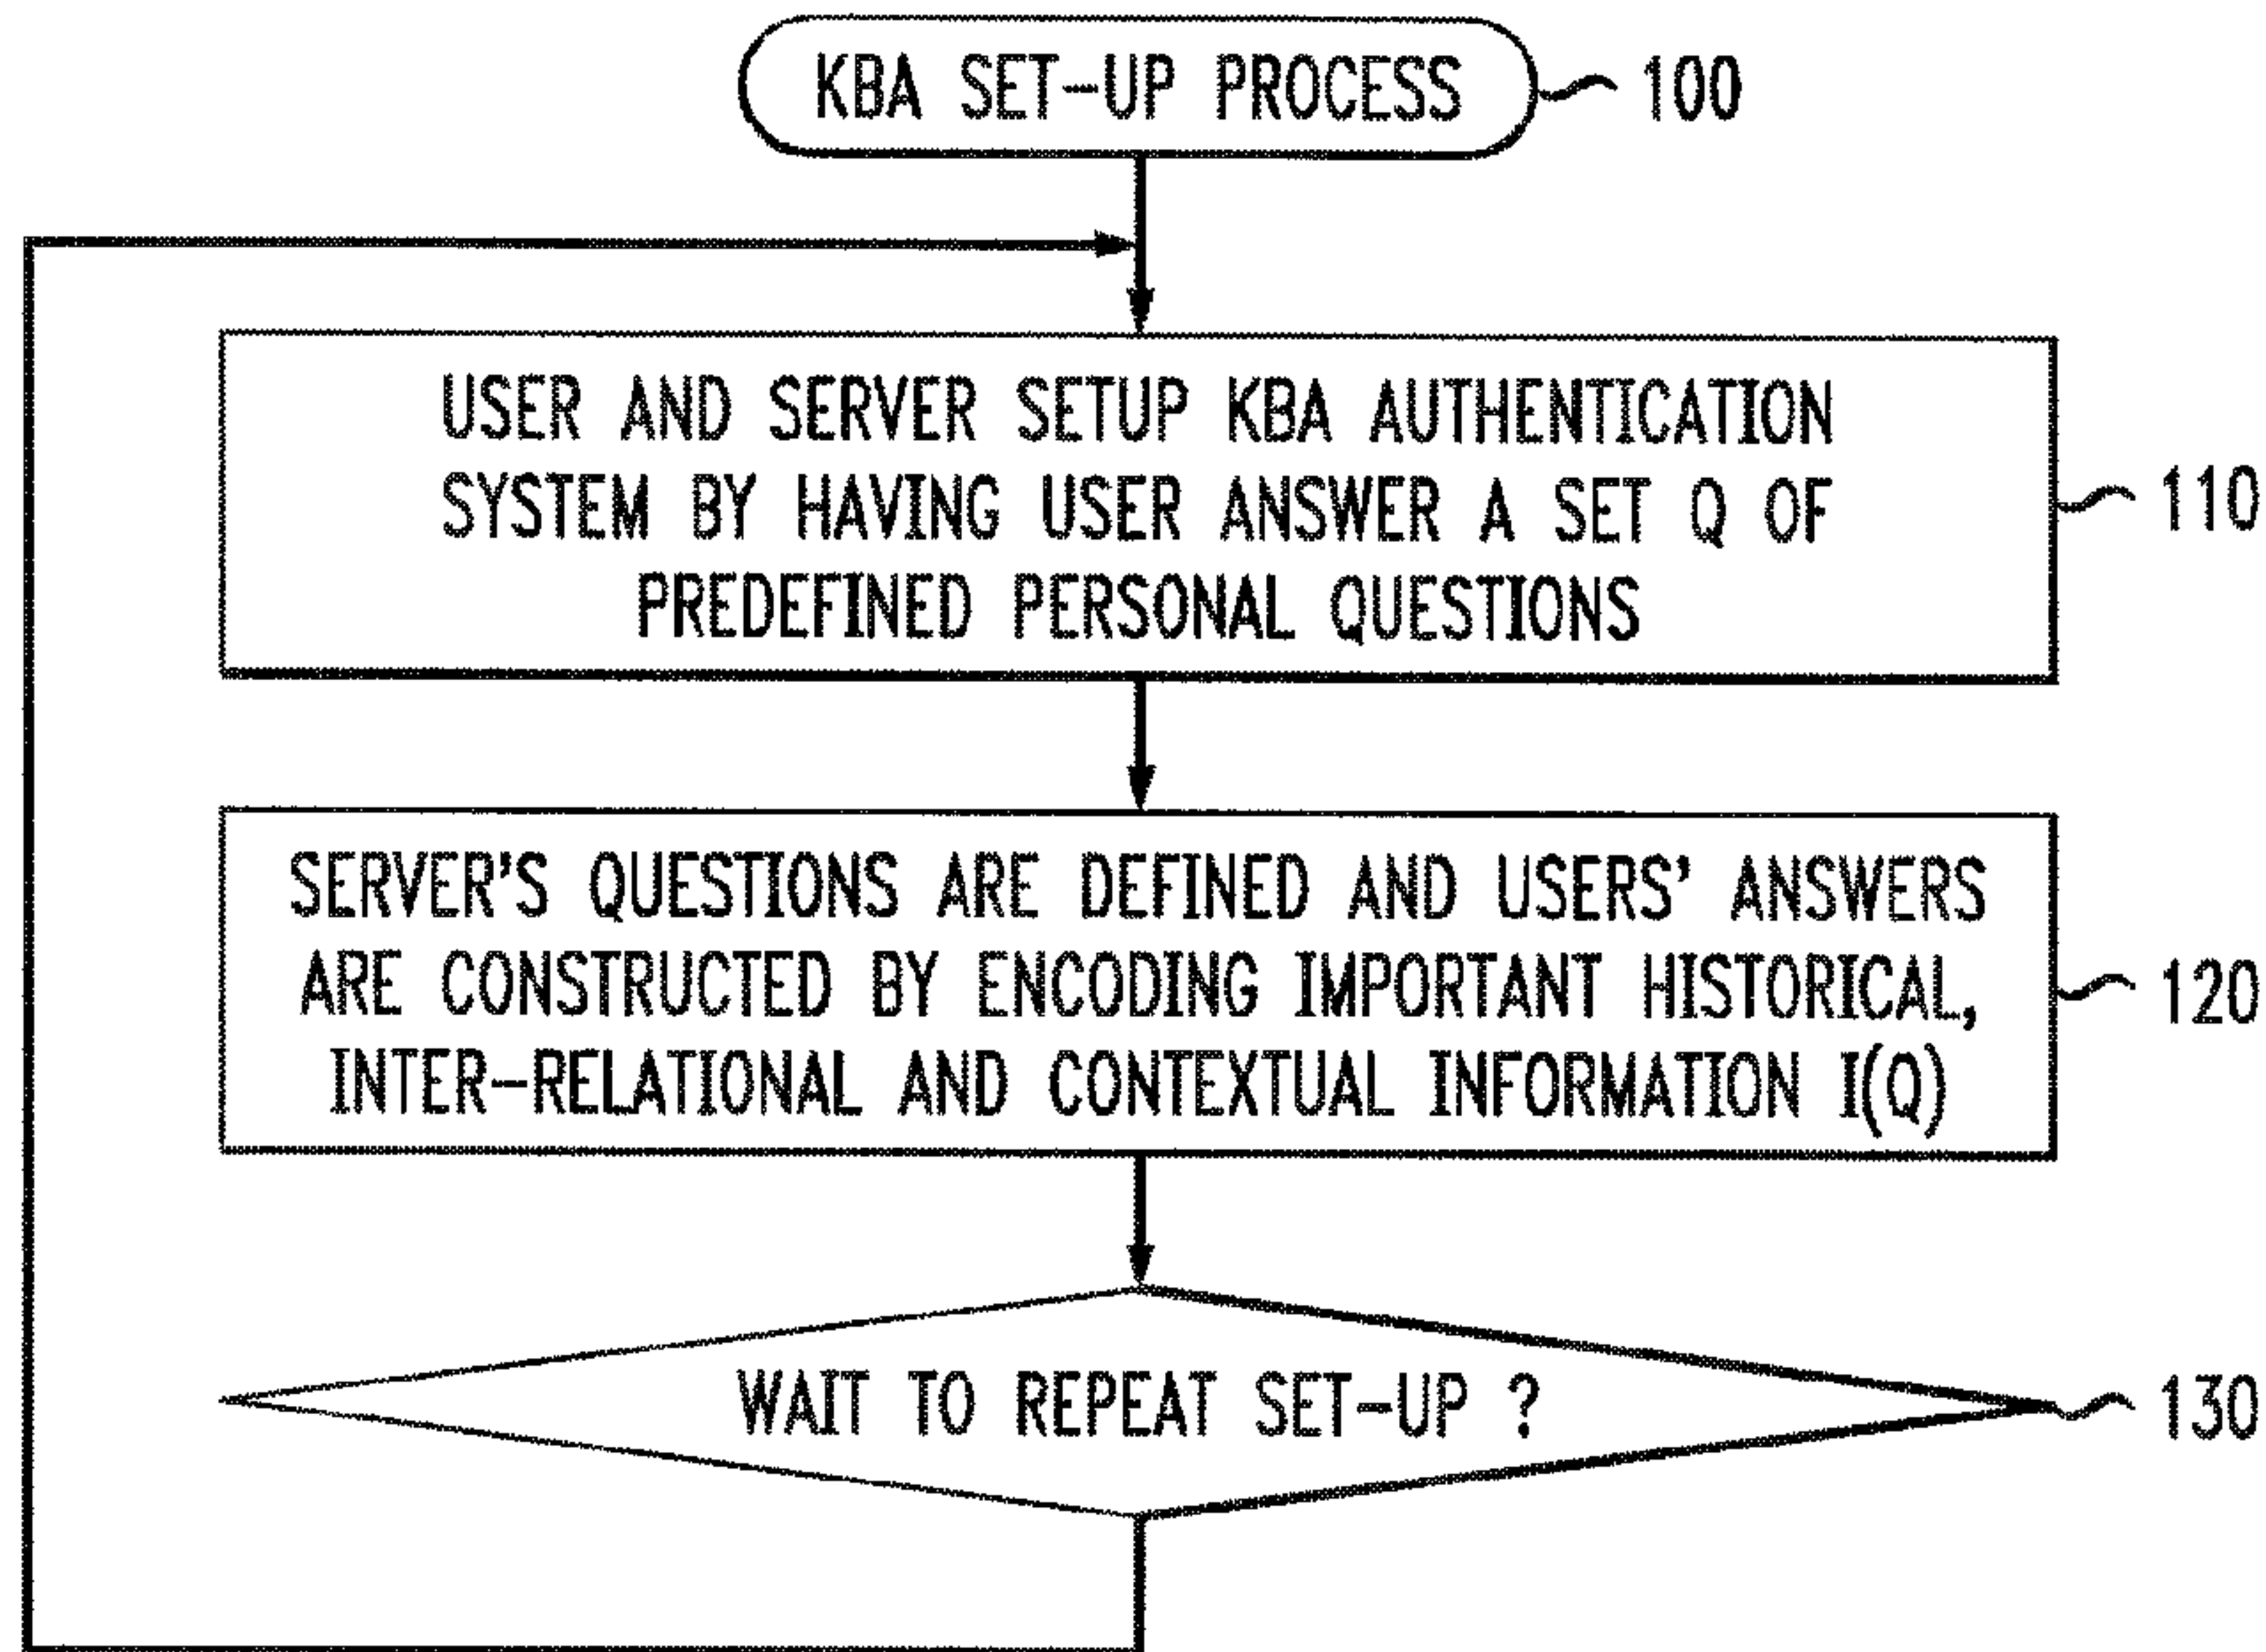 KBA SET-UP PROCESS
100
USER AND SERVER SETUP KBA AUTHENTICATION
SYSTEM BY HAVING USER ANSWER A SET Q OF
PREDEFINED PERSONAL QUESTIONS
110
SERVER'S QUESTIONS ARE DEFINED AND USERS' ANSWERS
ARE CONSTRUCTED BY ENCODING IMPORTANT HISTORICAL,
INTER-RELATIONAL AND CONTEXTUAL INFORMATION I(Q)
120
WAIT TO REPEAT SET-UP ?
130